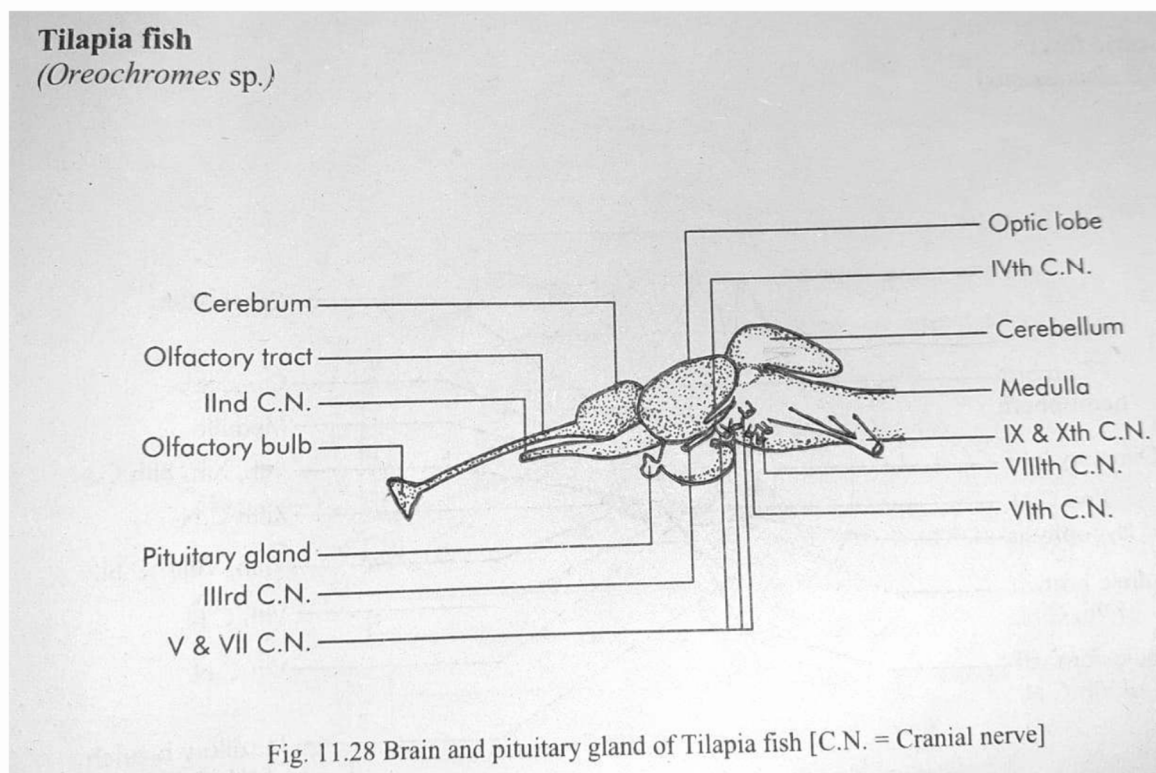 Tilapia fish
(Oreochromes sp.)
Optic lobe
IVth C.N.
Cerebrum
Cerebellum
Olfactory tract
Medulla
IInd C.N.
IX & Xth C.N.
Olfactory bulb
VIIIth C.N.
VIth C.N.
Pituitary gland
IIIrd C.N.
V & VII C.N.
Fig. 11.28 Brain and pituitary gland of Tilapia fish [C.N. = Cranial nerve]